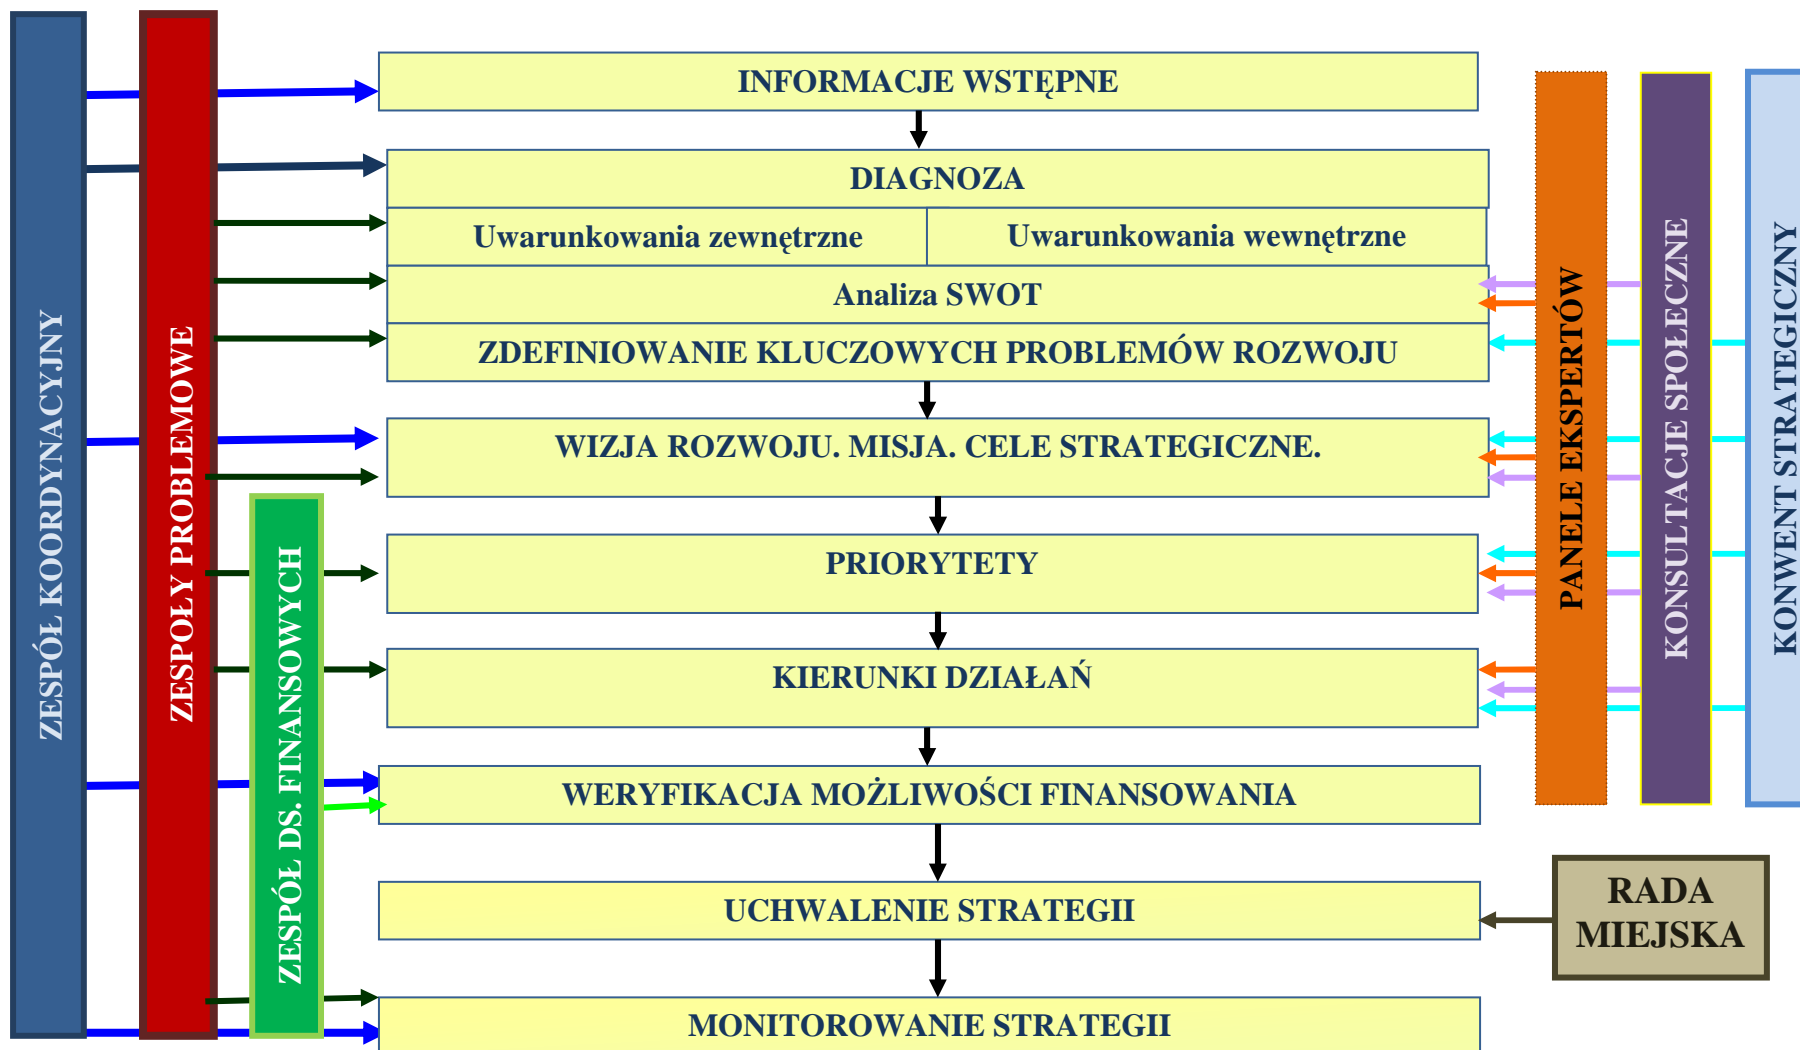 ZESPÓŁ KOORDYNACYJNY
ZESPOŁY PROBLEMOWE
ZESPÓŁ DS. FINANSOWYCH
INFORMACJE WSTĘPNE
DIAGNOZA
Uwarunkowania zewnętrzne
Uwarunkowania wewnętrzne
Analiza SWOT
ZDEFINIOWANIE KLUCZOWYCH PROBLEMÓW ROZWOJU
WIZJA ROZWOJU. MISJA. CELE STRATEGICZNE.
PRIORYTETY
KIERUNKI DZIAŁAŃ
WERYFIKACJA MOŻLIWOŚCI FINANSOWANIA
UCHWALENIE STRATEGII
MONITOROWANIE STRATEGII
PANELE EKSPERTÓW
KONSULTACJE SPOŁECZNE
KONWENT STRATEGICZNY
RADA
MIEJSKA